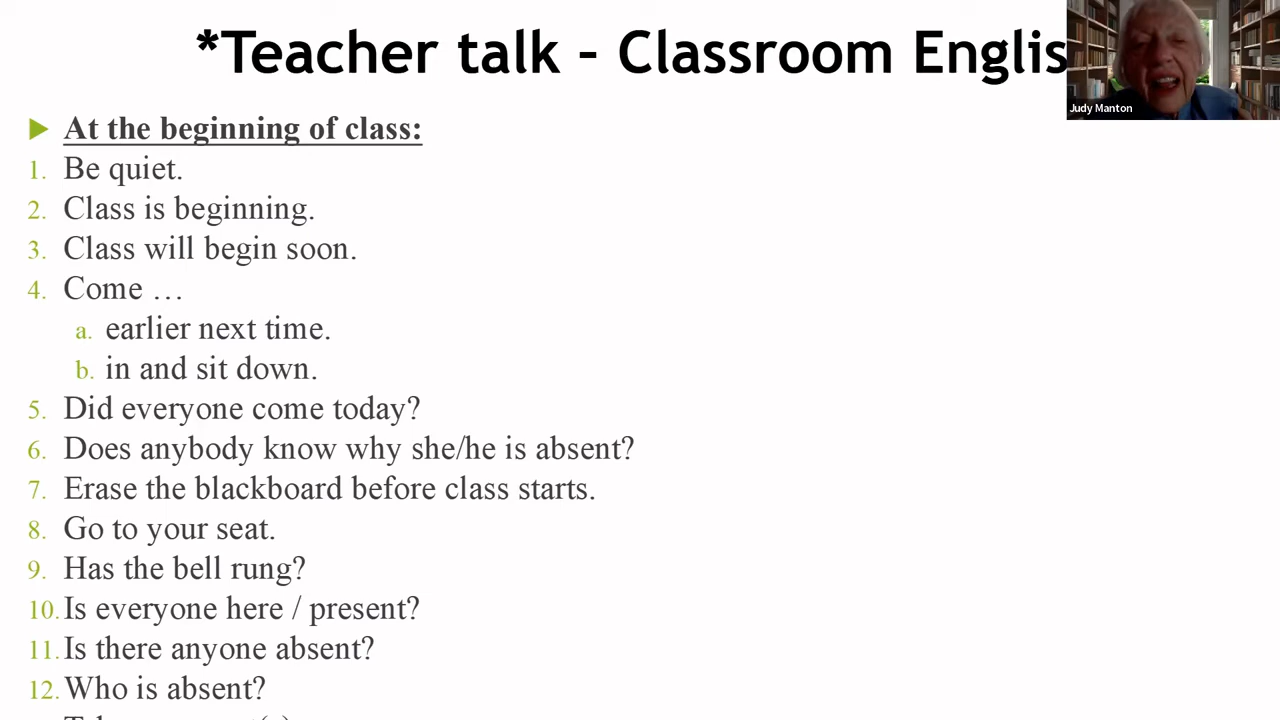 *Teacher talk – Classroom Englis
Judy Manton
At the beginning of class:
1. Be quiet.
2. Class is beginning.
3. Class will begin soon.
4. Come …
a. earlier next time.
b. in and sit down.
5. Did everyone come today?
6. Does anybody know why she/he is absent?
7. Erase the blackboard before class starts.
8. Go to your seat.
9. Has the bell rung?
10. Is everyone here / present?
11. Is there anyone absent?
12. Who is absent?